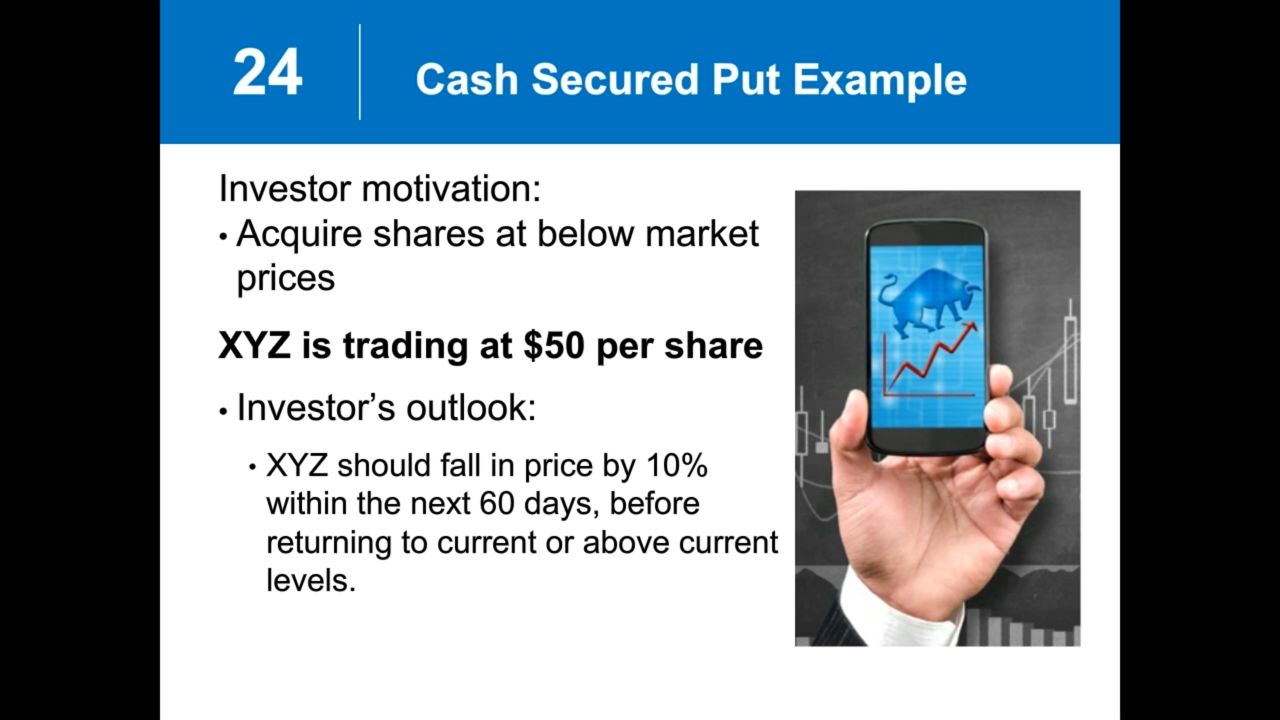 24
Cash Secured Put Example
Investor motivation:
• Acquire shares at below market
prices
XYZ is trading at $50 per share
• Investor’s outlook:
• XYZ should fall in price by 10%
within the next 60 days, before
returning to current or above current
levels.